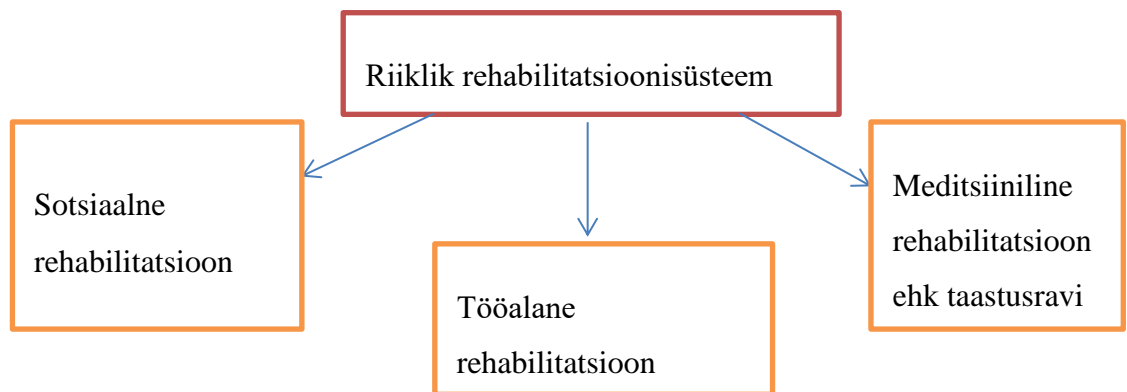 Riiklik rehabilitatsioonisüsteem
Sotsiaalne
rehabilitatsioon
Tööalane
rehabilitatsioon
Meditsiiniline
rehabilitatsioon
ehk taastusravi